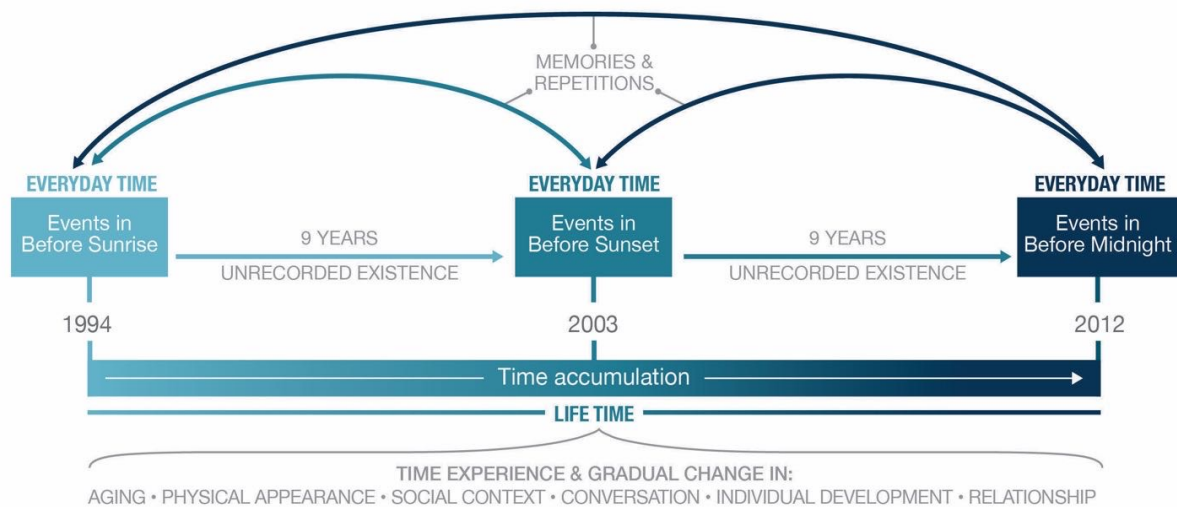 MEMORIES &
REPETITIONS
EVERYDAY TIME
EVERYDAY TIME
EVERYDAY TIME
Events in
Before Sunrise
9 YEARS
UNRECORDED EXISTENCE
Events in
Before Sunset
9 YEARS
UNRECORDED EXISTENCE
Events in
Before Midnight
1994
2003
2012
Time accumulation
LIFE TIME
TIME EXPERIENCE & GRADUAL CHANGE IN:
AGING • PHYSICAL APPEARANCE • SOCIAL CONTEXT • CONVERSATION • INDIVIDUAL DEVELOPMENT • RELATIONSHIP